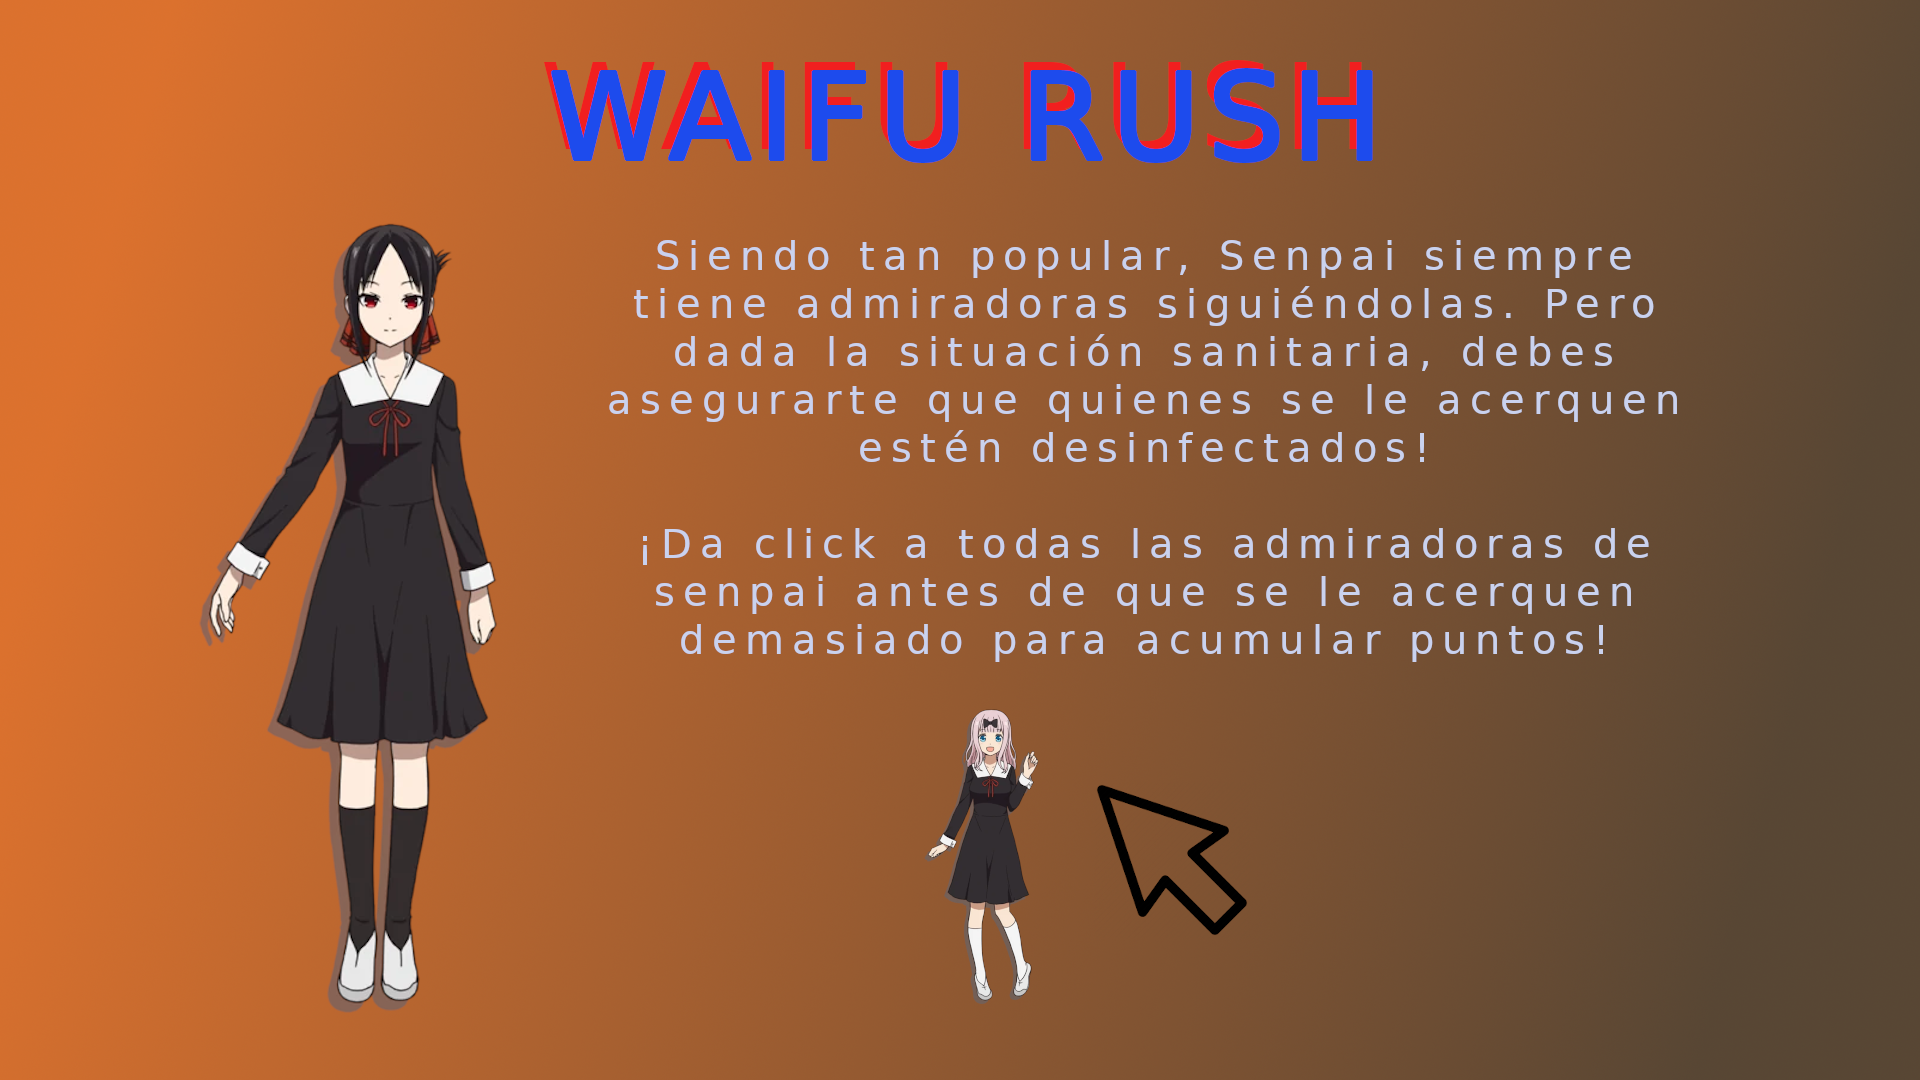 WAIFU RUSH
Siendo tan popular, Senpai siempre
tiene admiradoras siguiéndolas. Pero
dada la situación sanitaria, debes
asegurarte que quienes se le acerquen
estén desinfectados!
¡Da click a todas las admiradoras de
senpai antes de que se le acerquen
demasiado para acumular puntos!